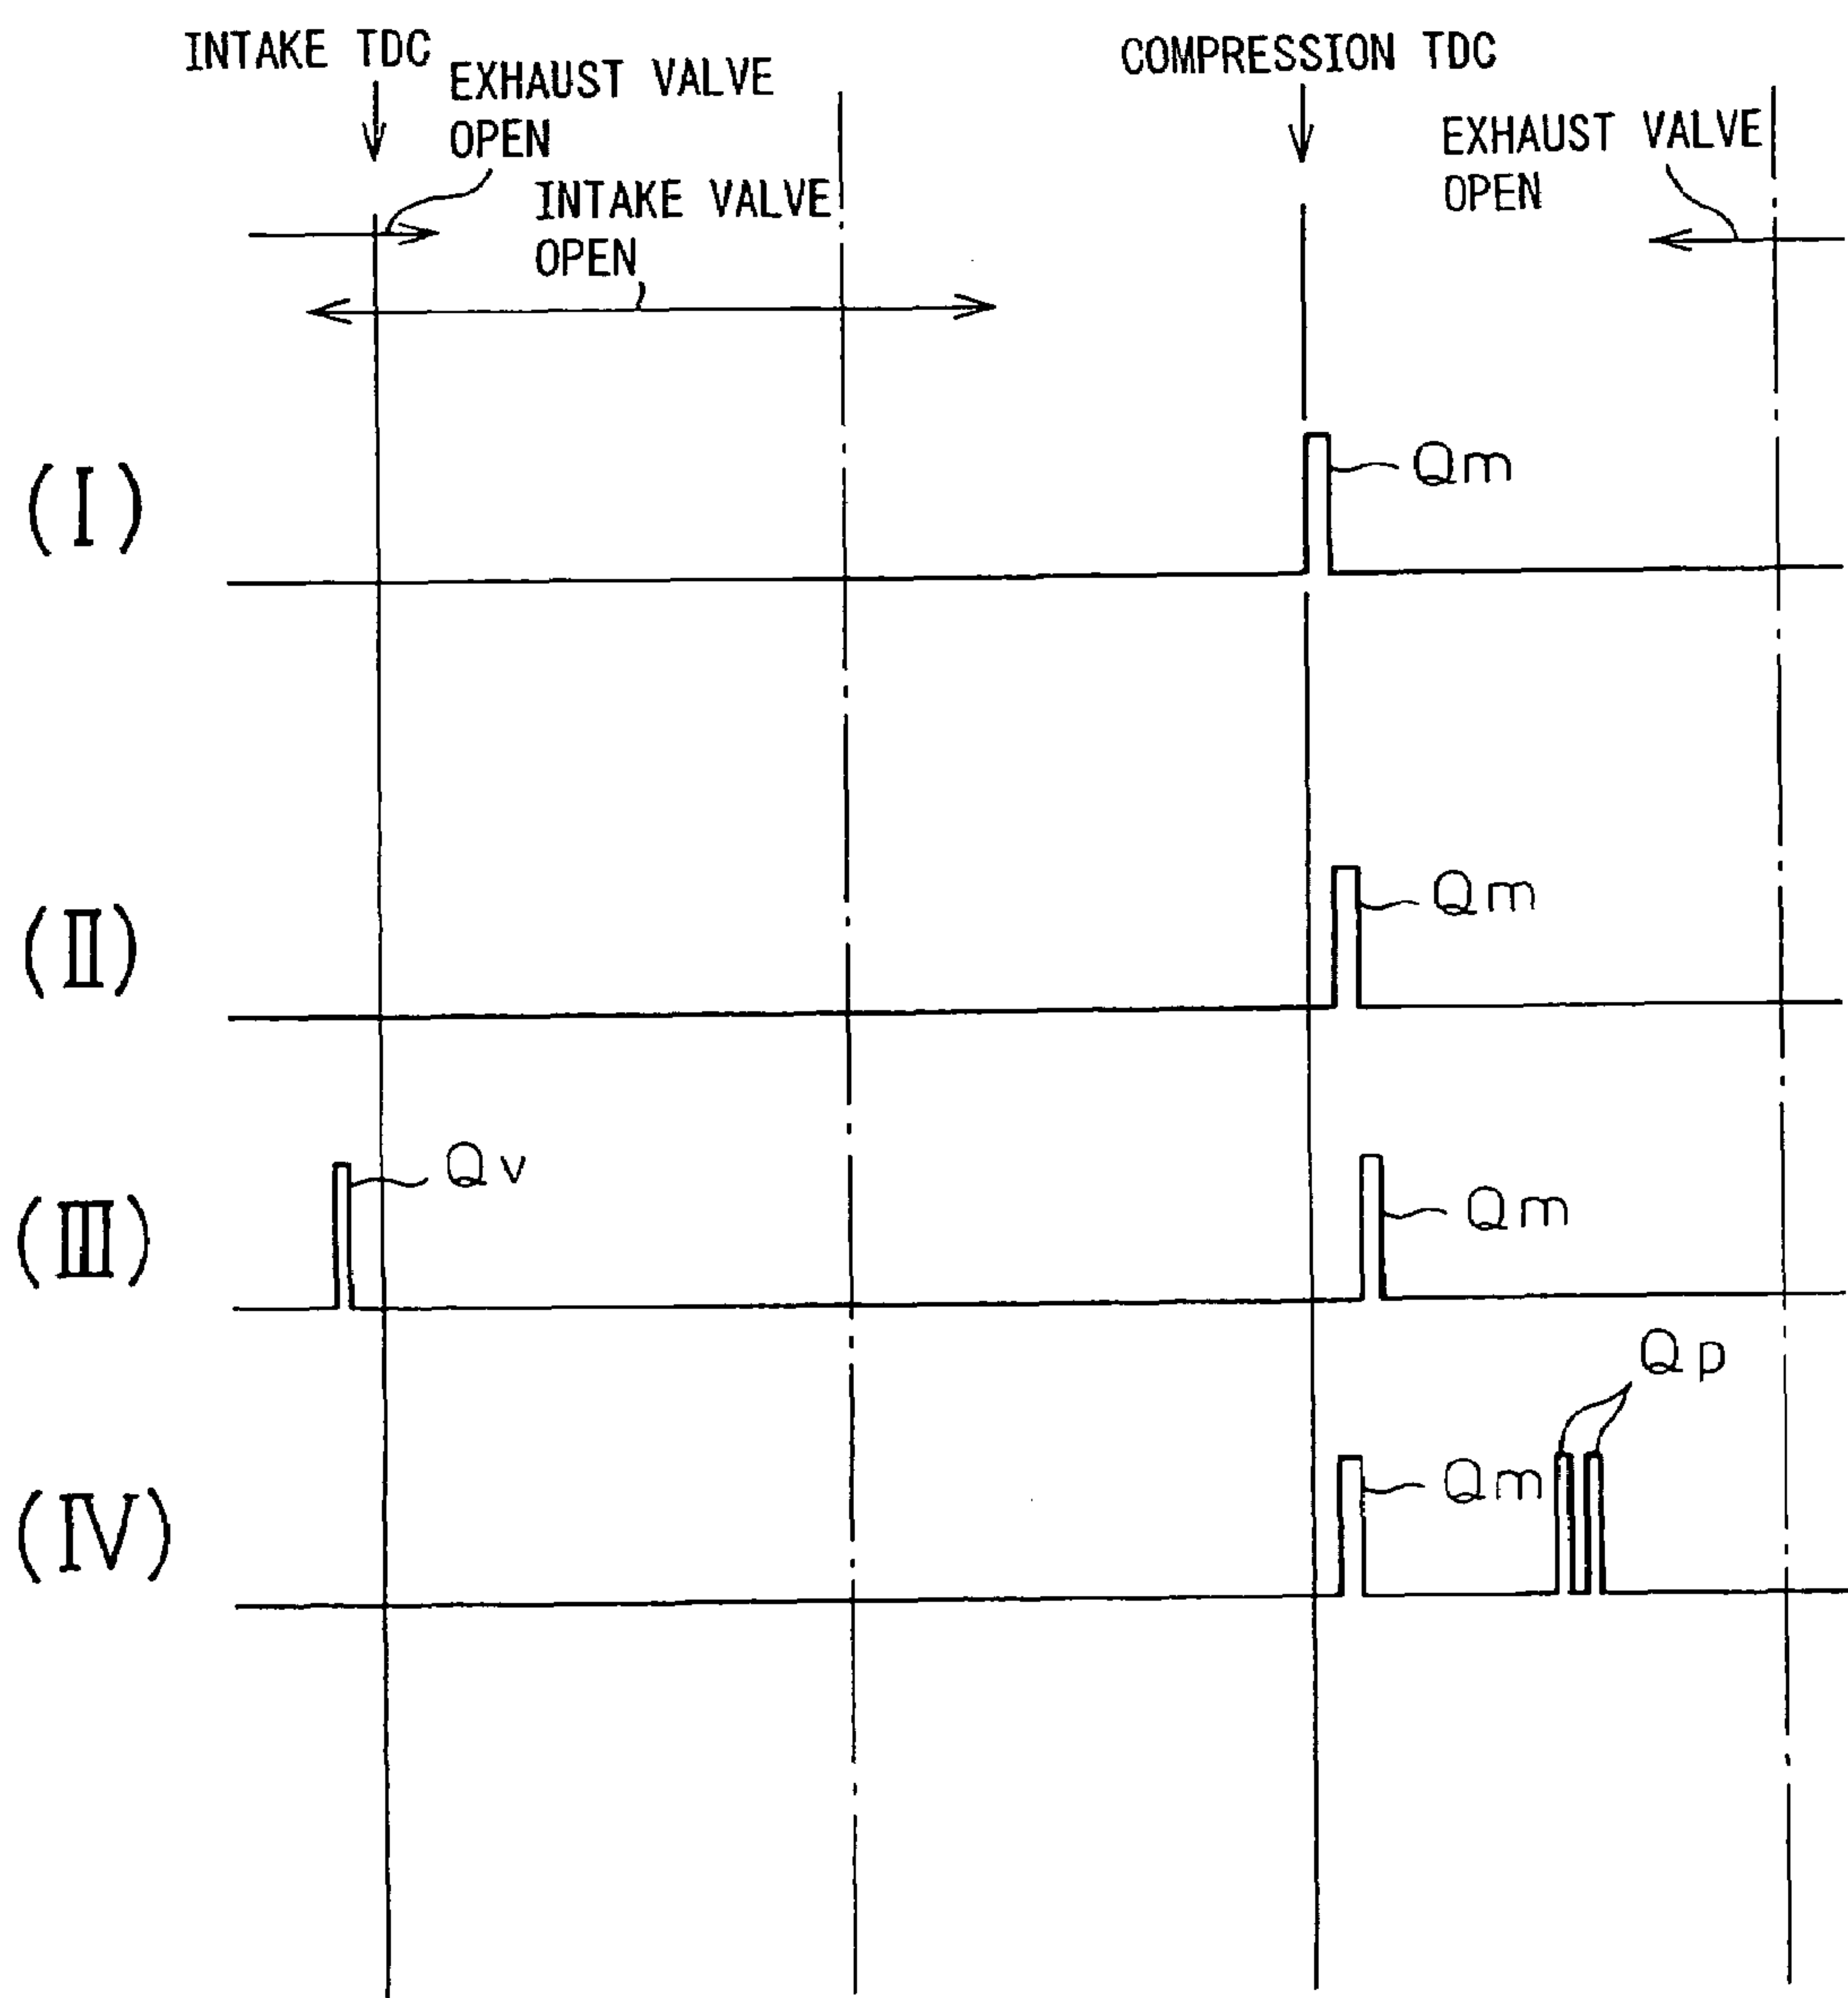 INTAKE TDC
EXHAUST VALVE
OPEN
INTAKE VALVE
OPEN
COMPRESSION TDC
EXHAUST VALVE
OPEN
(I)
Qm
(II)
Qm
(III)
Qv
Qm
(IV)
Qm
Qp